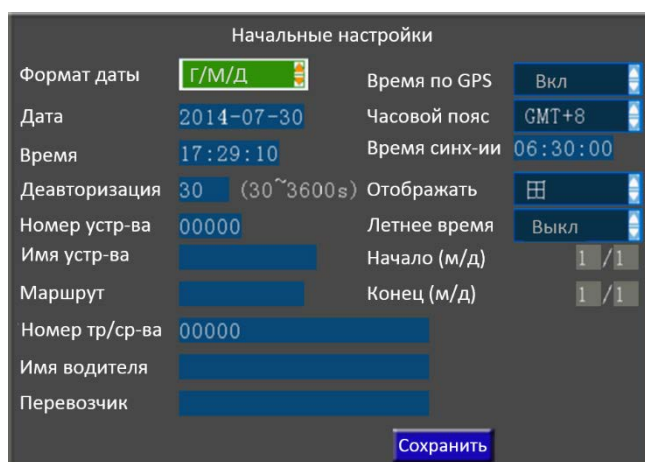 Начальные настройки
Формат даты Г/М/Д Время по GPS Вкл
Дата 2014-07-30 Часовой пояс GMT+8
Время 17:29:10 Время синх-ии 06:30:00
Деавторизация 30 (30~3600s) Отображать
Номер устр-ва 00000 Летнее время Выкл
Имя устр-ва Начало (м/д) 1 /1
Маршрут Конец (м/д) 1 /1
Номер тр/ср-ва 00000
Имя водителя
Перевозчик
Сохранить